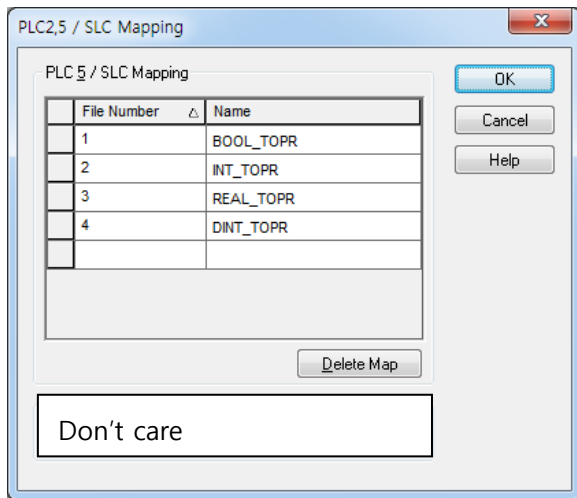 PLC2,5 / SLC Mapping
PLC 5 / SLC Mapping
OK
File Number Name
Cancel
1 BOOL_TOPR
2 INT_TOPR
Help
3 REAL_TOPR
4 DINT_TOPR
Delete Map
Don't care